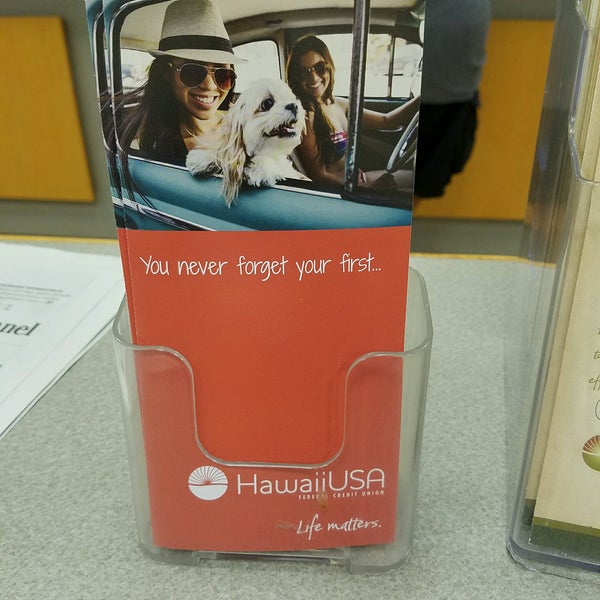 You never forget your first...
HawaiiUSA
FEDERAL CREDIT UNION
Life matters.
nel